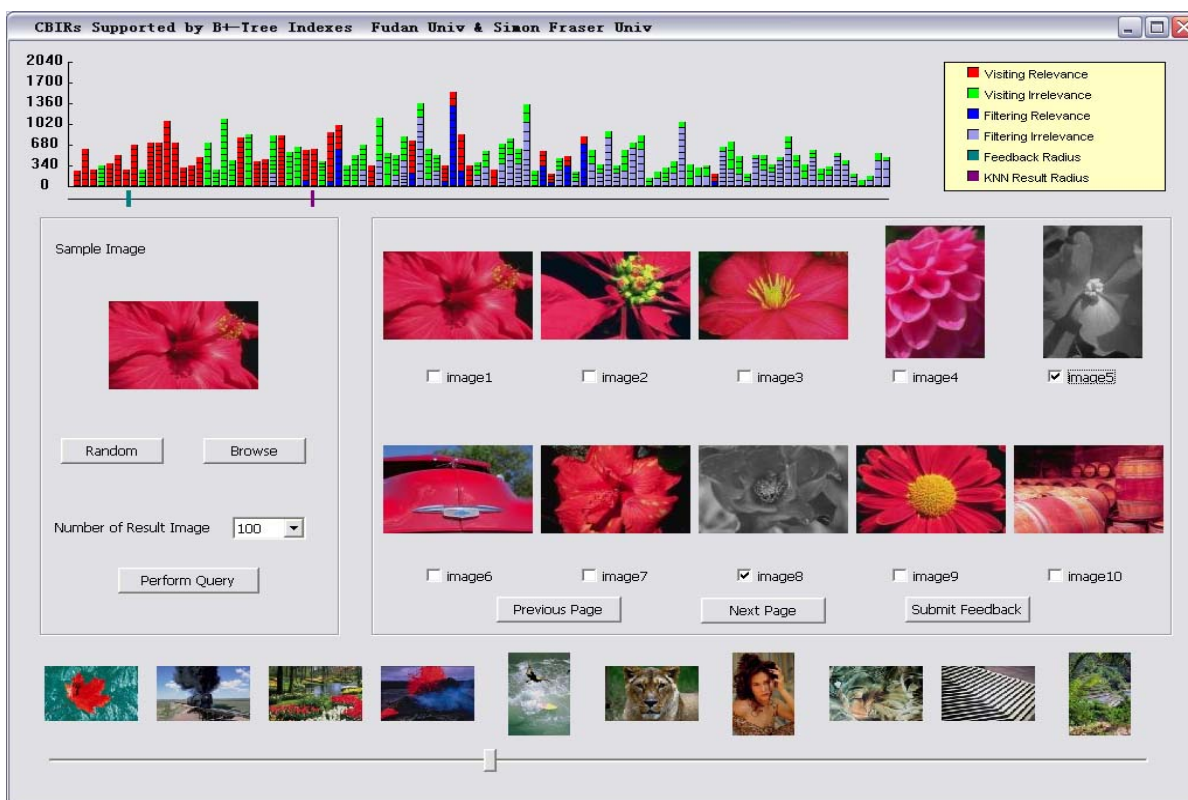 CBIRs Supported by B+-Tree Indexes Fudan Univ & Simon Fraser Univ
2040
1700
1360
1020
680
340
0
Visiting Relevance
Visiting Irrelevance
Filtering Relevance
Filtering Irrelevance
Feedback Radius
KNN Result Radius
Sample Image
Random Browse
Number of Result Image 100
Perform Query
image1 image2 image3 image4 image5
image6 image7 image8 image9 image10
Previous Page Next Page Submit Feedback